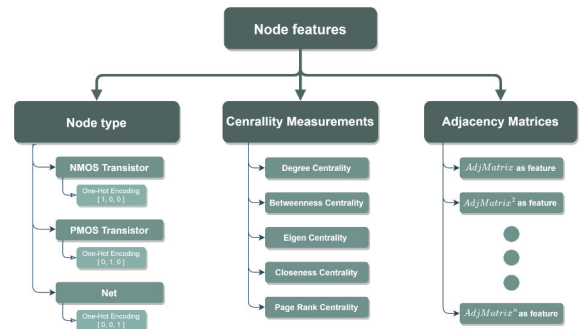 Node features
Node type
NMOS Transistor
One-Hot Encoding
[ 1, 0, 0 ]
PMOS Transistor
One-Hot Encoding
[ 0, 1, 0 ]
Net
One-Hot Encoding
[ 0, 0, 1 ]
Cenrallity Measurements
Degree Centrality
Betweenness Centrality
Eigen Centrality
Closeness Centrality
Page Rank Centrality
Adjacency Matrices
AdjMatrix as feature
AdjMatrix² as feature
AdjMatrixⁿ as feature